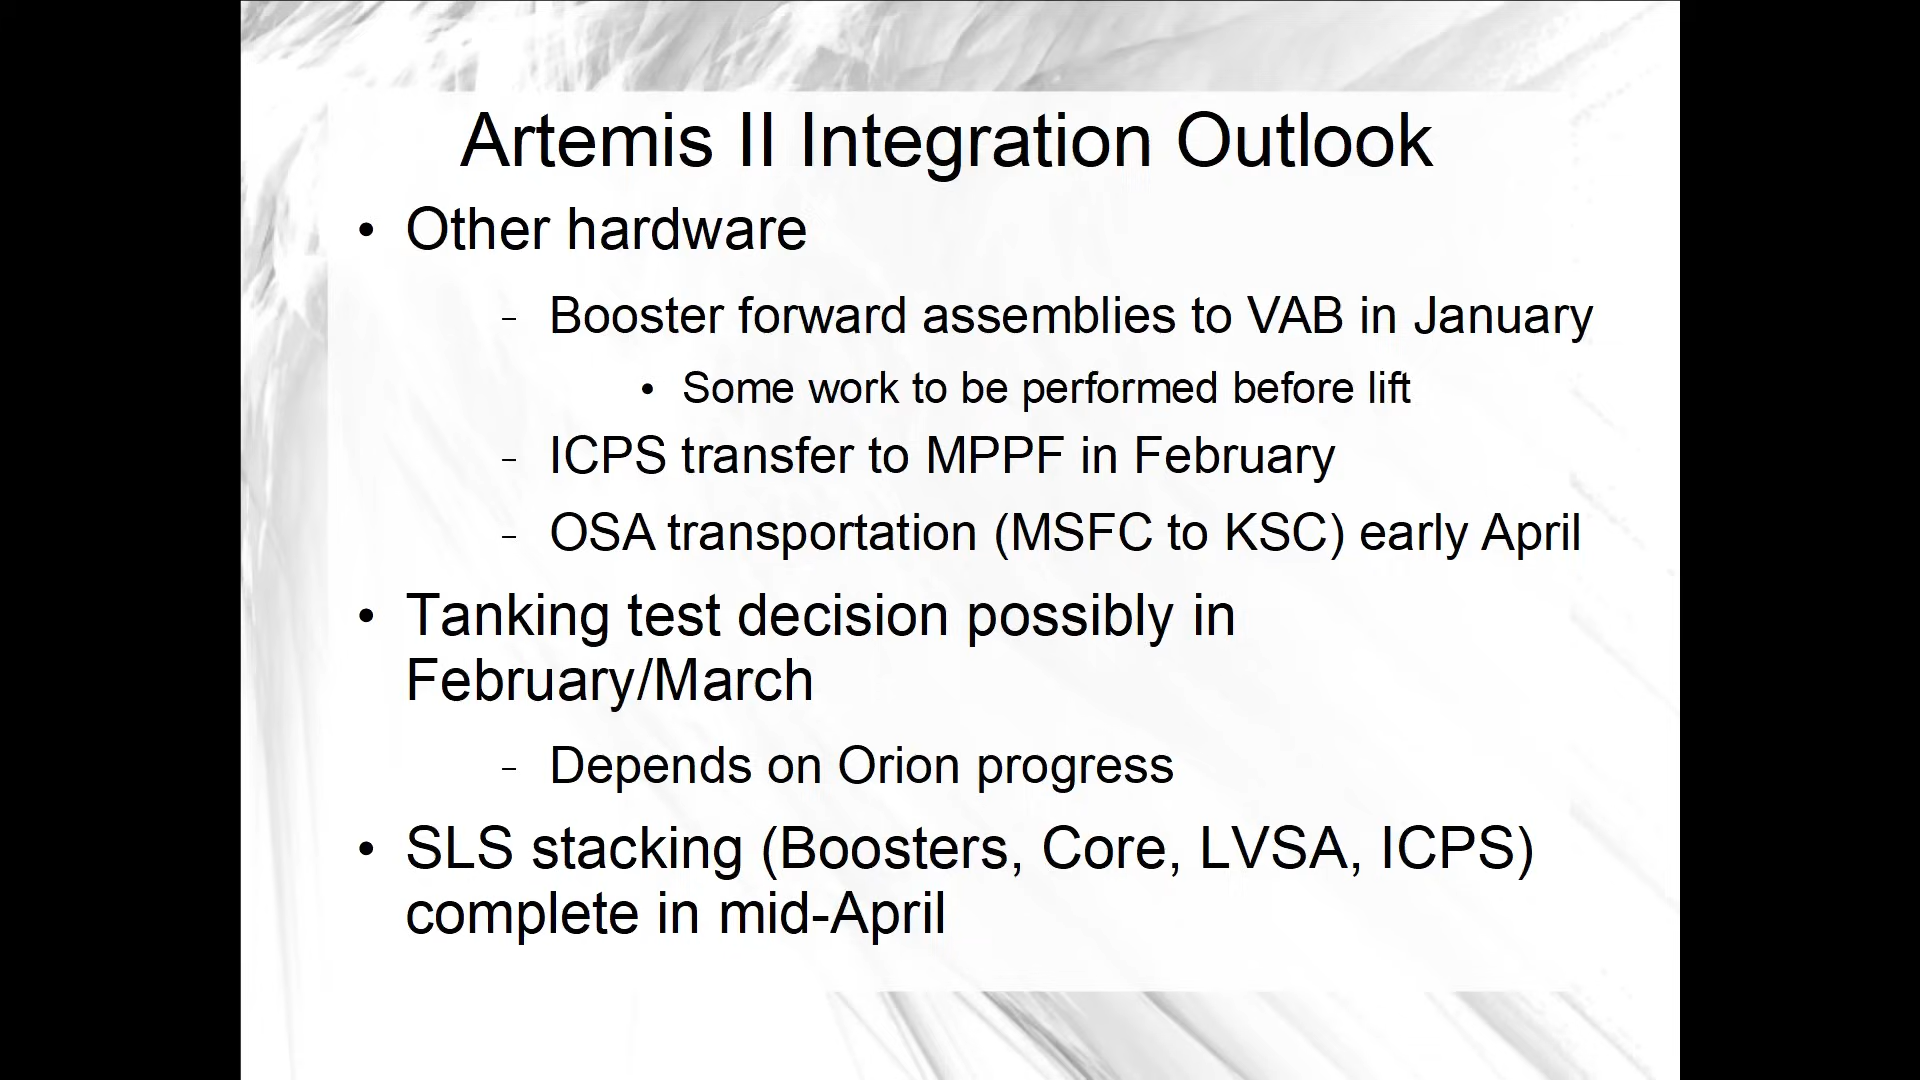 Artemis II Integration Outlook
• Other hardware
– Booster forward assemblies to VAB in January
• Some work to be performed before lift
– ICPS transfer to MPPF in February
– OSA transportation (MSFC to KSC) early April
• Tanking test decision possibly in
February/March
– Depends on Orion progress
• SLS stacking (Boosters, Core, LVSA, ICPS)
complete in mid-April